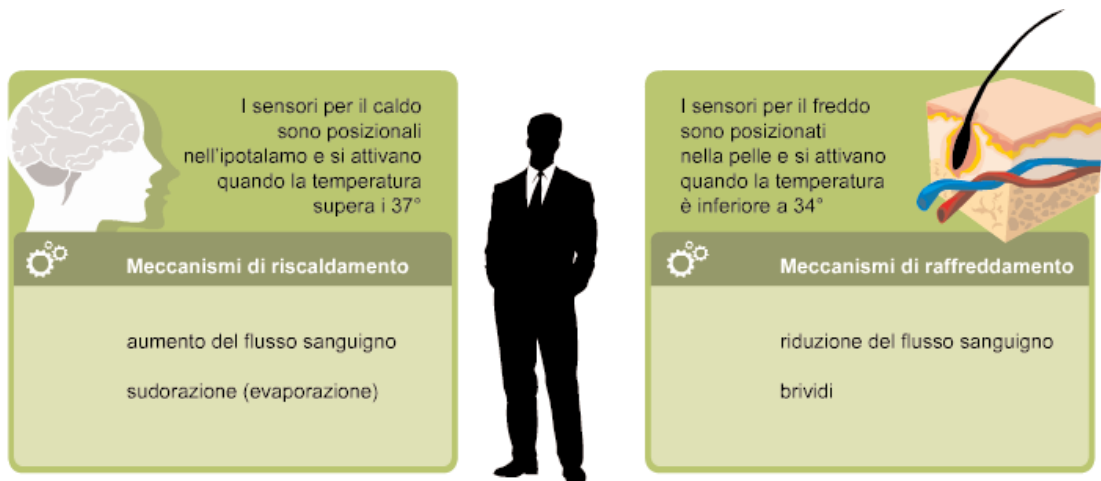 I sensori per il caldo
sono posizionali
nell'ipotalamo e si attivano
quando la temperatura
supera i 37°
Meccanismi di riscaldamento
aumento del flusso sanguigno
sudorazione (evaporazione)
I sensori per il freddo
sono posizionati
nella pelle e si attivano
quando la temperatura
è inferiore a 34°
Meccanismi di raffreddamento
riduzione del flusso sanguigno
brividi